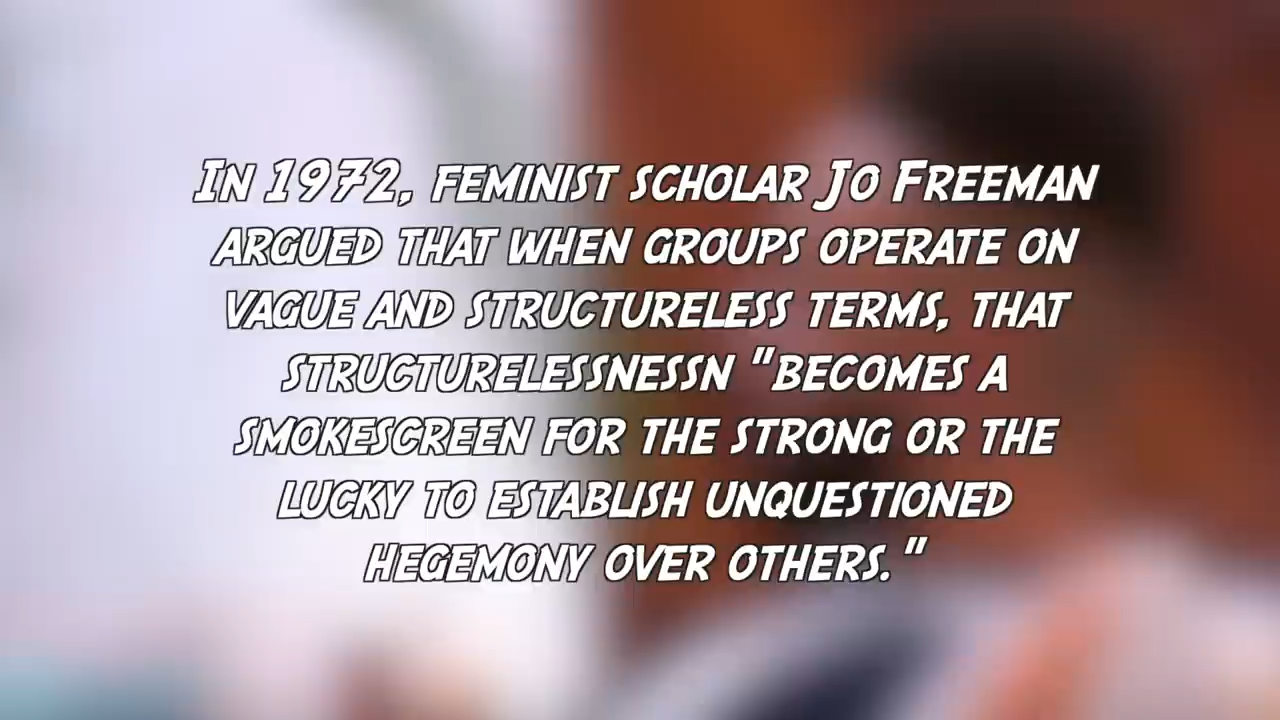 In 1972, feminist scholar Jo Freeman
argued that when groups operate on
vague and structureless terms, that
structurelessnessn "becomes a
smokescreen for the strong or the
lucky to establish unquestioned
hegemony over others."